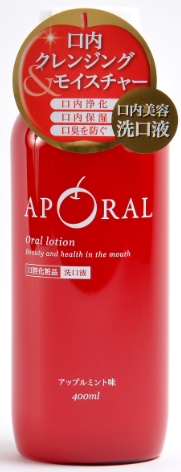 口内
クレンジング
&モイスチャー
口内浄化
口内保湿
口臭を防ぐ
口内美容
洗口液
APORAL
Oral lotion
Beauty and health in the mouth
口腔化粧品 洗口液
アップルミント味
400ml